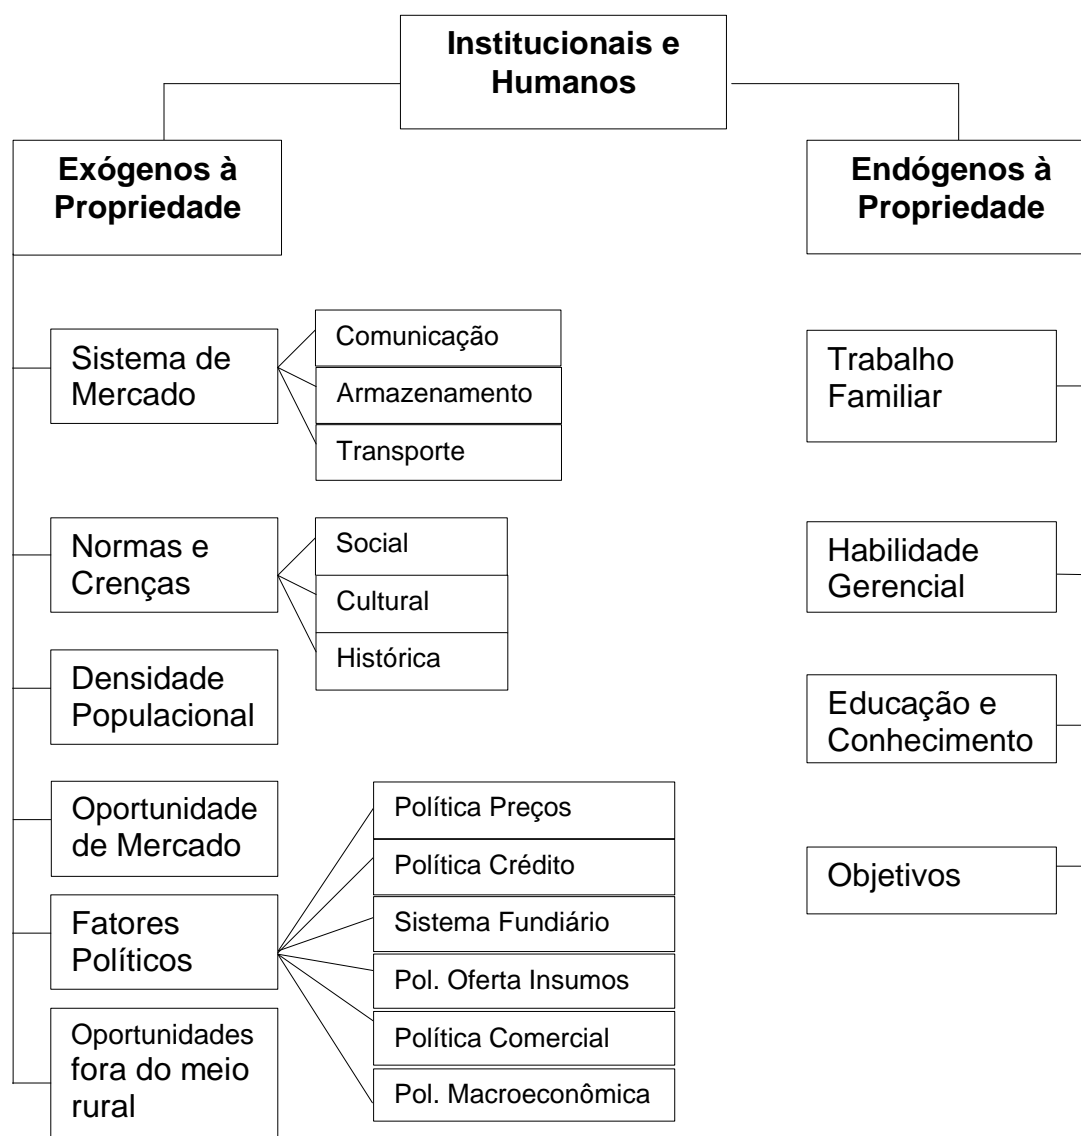 Institucionais e
Humanos
Exógenos à
Propriedade
Endógenos à
Propriedade
Sistema de
Mercado
Comunicação
Armazenamento
Transporte
Trabalho
Familiar
Normas e
Crenças
Social
Cultural
Histórica
Habilidade
Gerencial
Densidade
Populacional
Educação e
Conhecimento
Oportunidade
de Mercado
Política Preços
Política Crédito
Sistema Fundiário
Pol. Oferta Insumos
Política Comercial
Pol. Macroeconômica
Objetivos
Fatores
Políticos
Oportunidades
fora do meio
rural